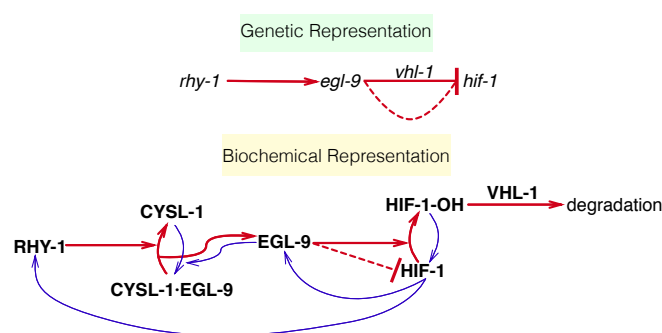 Genetic Representation
rhy-1 egl-9 vhl-1 hif-1
Biochemical Representation
HIF-1-OH VHL-1 degradation
CYSL-1
RHY-1 EGL-9
HIF-1
CYSL-1·EGL-9